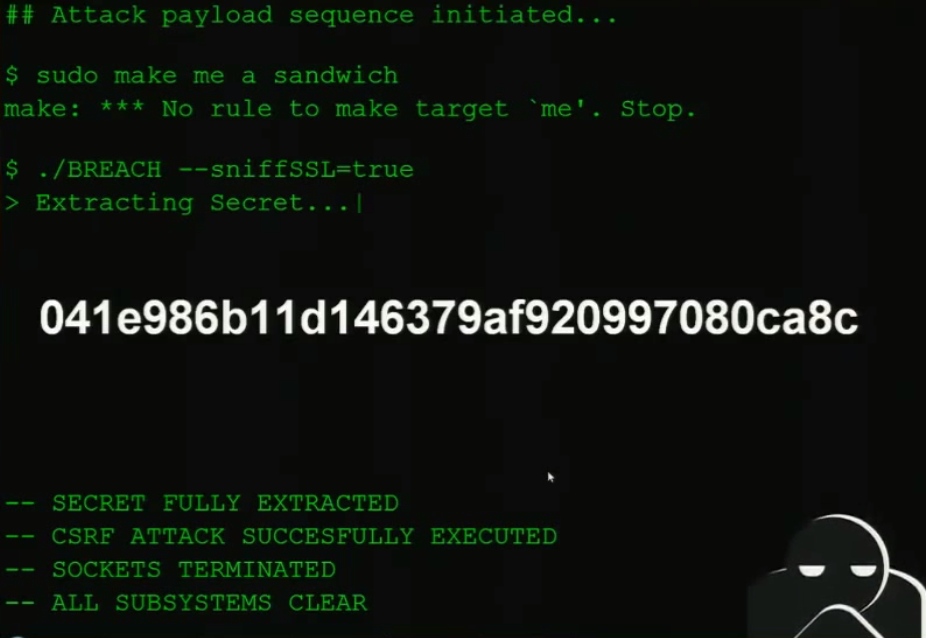 ## Attack payload sequence initiated...
$ sudo make me a sandwich
make: *** No rule to make target `me'. Stop.
$ ./BREACH --sniffSSL=true
> Extracting Secret...|
041e986b11d146379af920997080ca8c
-- SECRET FULLY EXTRACTED
-- CSRF ATTACK SUCCESFULLY EXECUTED
-- SOCKETS TERMINATED
-- ALL SUBSYSTEMS CLEAR